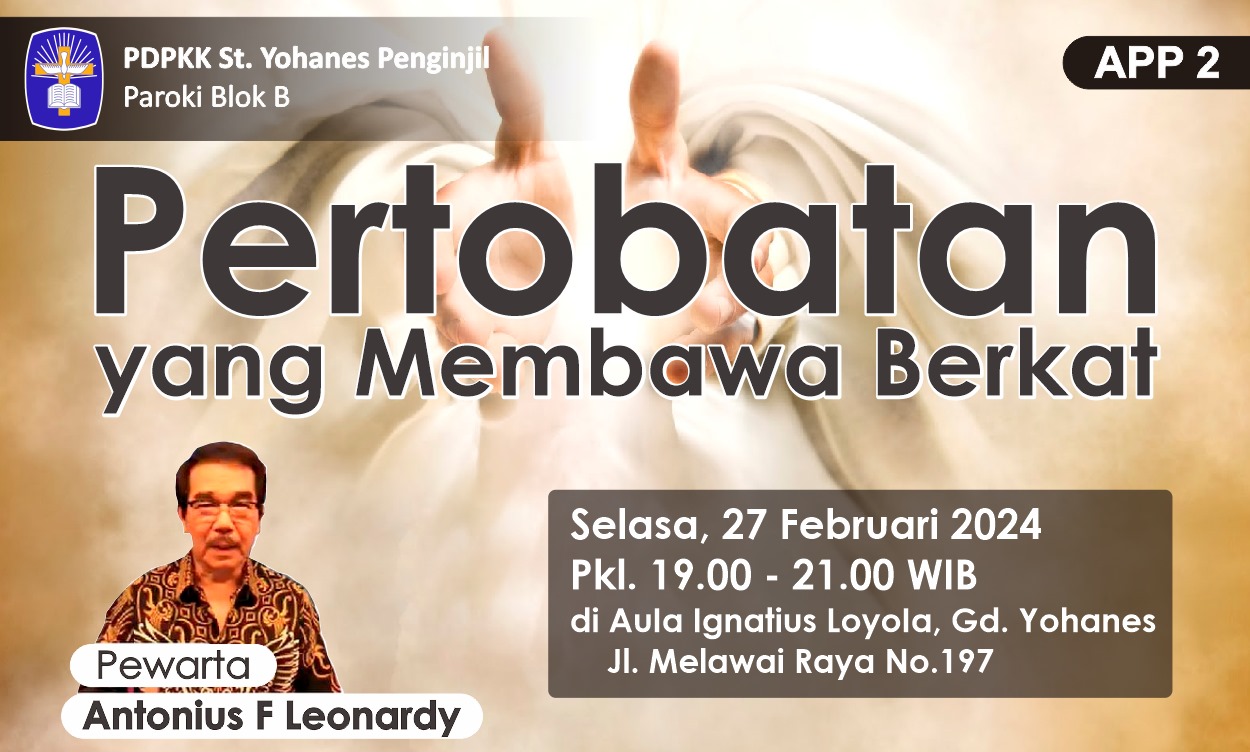 PDPKK St. Yohanes Penginjil
Paroki Blok B
APP 2
Pertobatan
yang Membawa Berkat
Selasa, 27 Februari 2024
Pkl. 19.00 - 21.00 WIB
di Aula Ignatius Loyola, Gd. Yohanes
Jl. Melawai Raya No.197
Pewarta
Antonius F Leonardy